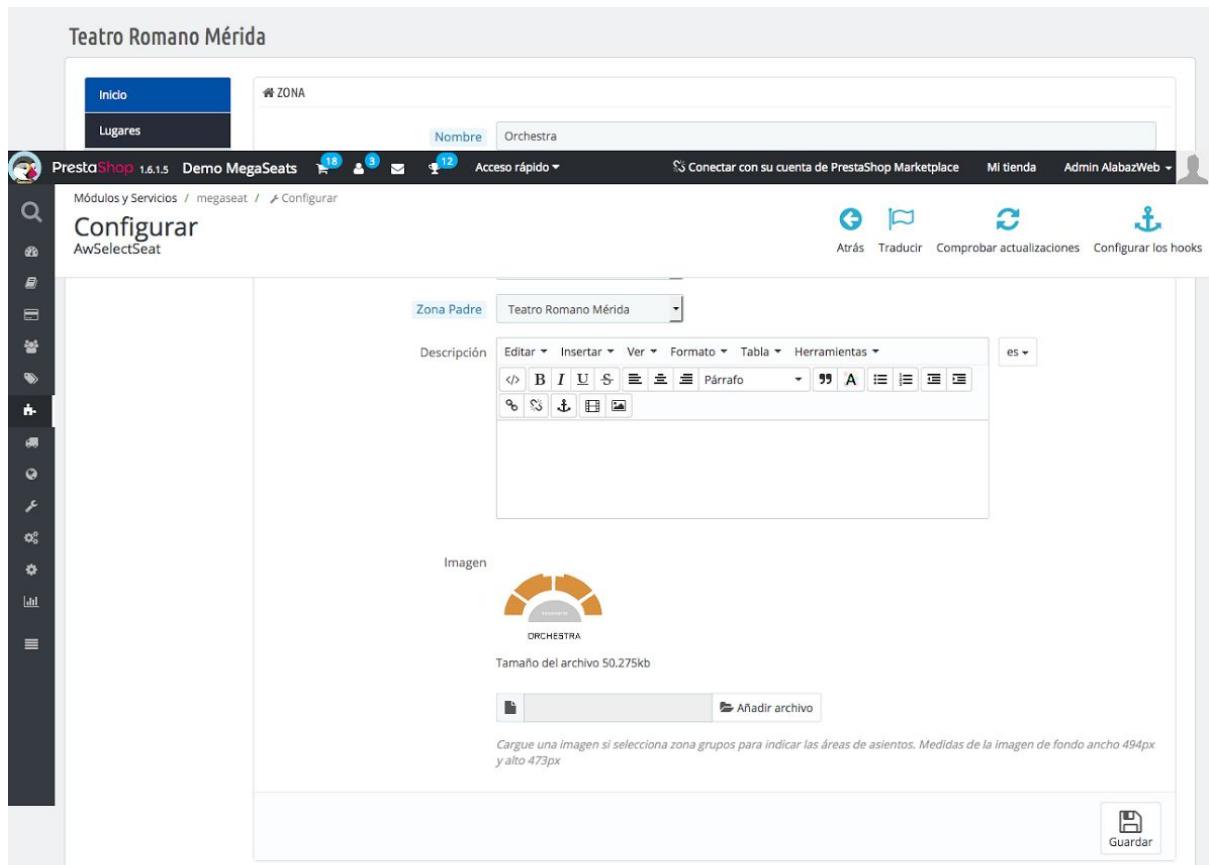 Teatro Romano Mérida
Inicio
ZONA
Lugares
Nombre Orchestra
PrestaShop 1.6.1.5 Demo MegaSeats 18 3 12 Acceso rápido Conectar con su cuenta de PrestaShop Marketplace Mi tienda Admin AlabazWeb
Módulos y Servicios / megaseat / Configurar
Configurar
AwSelectSeat
Atrás Traducir Comprobar actualizaciones Configurar los hooks
Zona Padre Teatro Romano Mérida
Descripción Editar Insertar Ver Formato Tabla Herramientas es
B I U S Párrafo A
Imagen
ORCHESTRA
Tamaño del archivo 50.275kb
Añadir archivo
Cargue una imagen si selecciona zona grupos para indicar las áreas de asientos. Medidas de la imagen de fondo ancho 494px
y alto 473px
Guardar